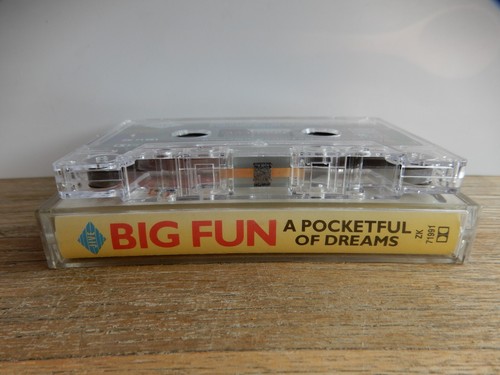 JIVE
BIG FUN
A POCKETFUL
OF DREAMS
ZK
71991